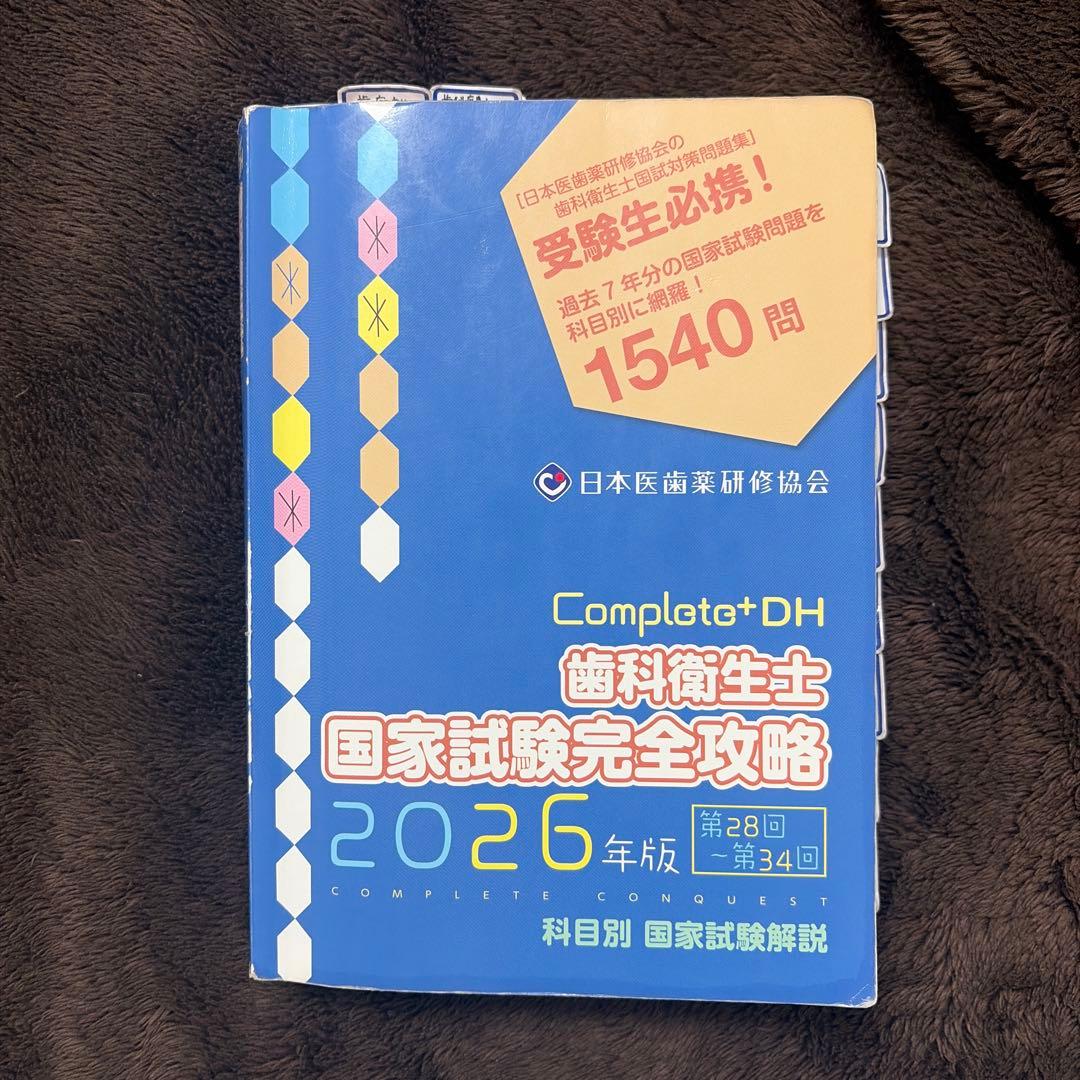 [日本医歯薬研修協会の
歯科衛生士国試対策問題集]
受験生必携!
過去7年分の国家試験問題を
科目別に網羅!
1540問
日本医歯薬研修協会
Complete+DH
歯科衛生士
国家試験完全攻略
2026年版
第28回
～第34回
COMPLETE CONQUEST
科目別 国家試験解説